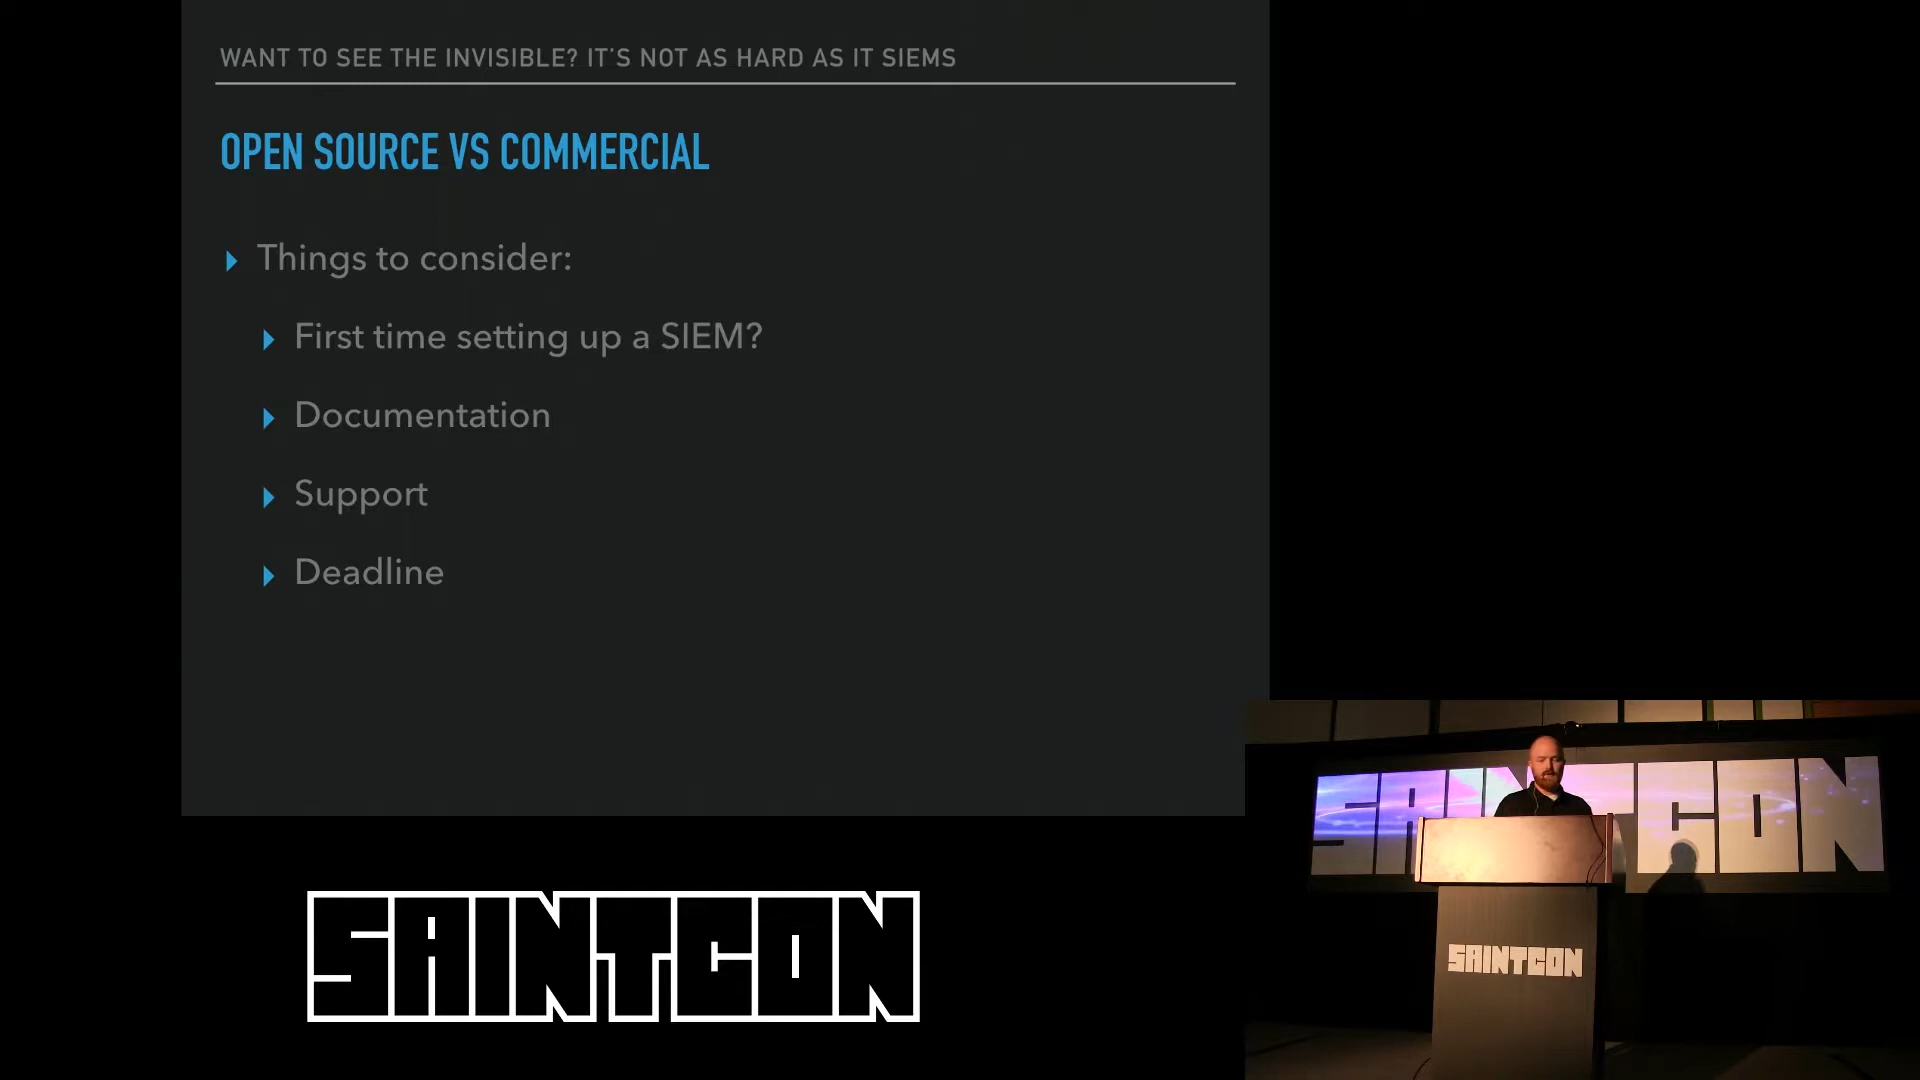 WANT TO SEE THE INVISIBLE? IT'S NOT AS HARD AS IT SIEMS
OPEN SOURCE VS COMMERCIAL
Things to consider:
First time setting up a SIEM?
Documentation
Support
Deadline
SAINTCON
SAINTCON
SAINTCON